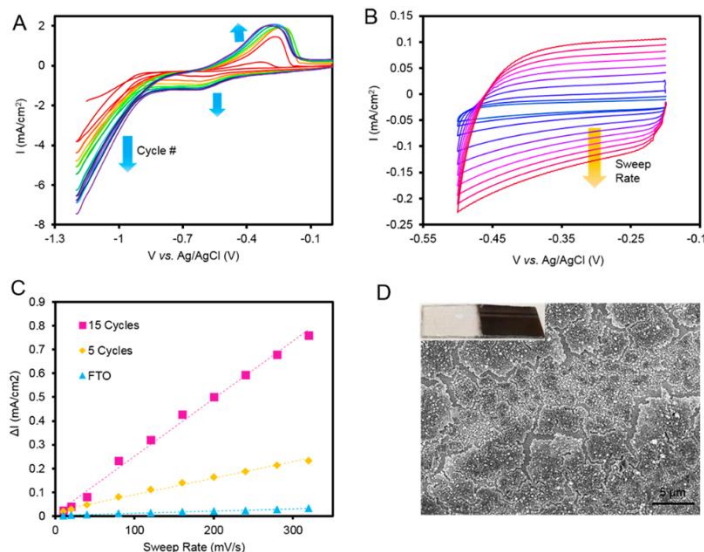 A
4
2
0
-2
-4
-6
-8
I (mA/cm²)
Cycle #
-1.3
-1
-0.7
-0.4
-0.1
V vs. Ag/AgCl (V)
B
0.15
0.1
0.05
0
-0.05
-0.1
-0.15
-0.2
-0.25
I (mA/cm²)
Sweep
Rate
-0.55
-0.45
-0.35
-0.25
-0.1
V vs. Ag/AgCl (V)
C
0.9
0.8
0.7
0.6
0.5
0.4
0.3
0.2
0.1
0
ΔI (mA/cm2)
15 Cycles
5 Cycles
FTO
0
100
200
300
Sweep Rate (mV/s)
D
5 μm